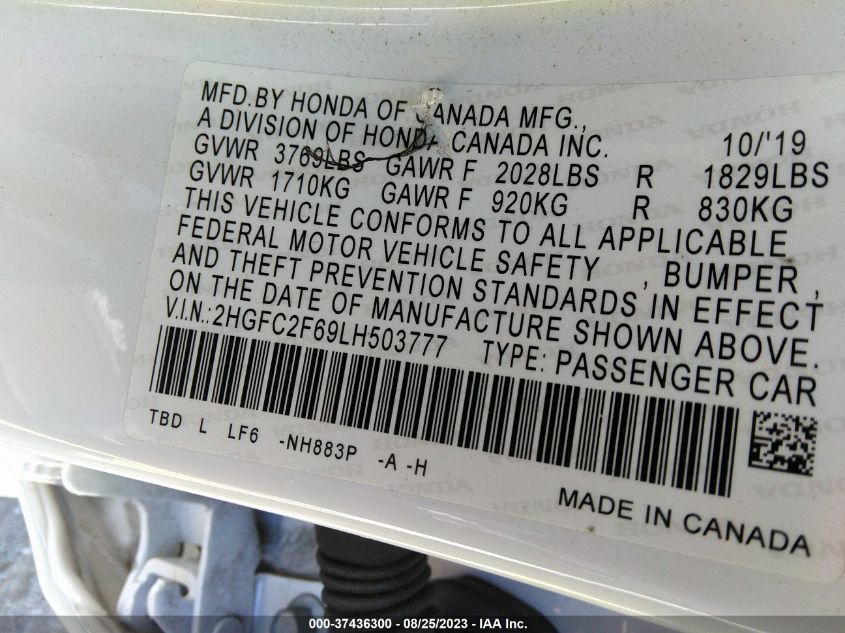 MFD.BY HONDA OF CANADA MFG.,
A DIVISION OF HONDA CANADA INC. 10/'19
GVWR 3769LBS GAWR F 2028LBS R 1829LBS
GVWR 1710KG GAWR F 920KG R 830KG
THIS VEHICLE CONFORMS TO ALL APPLICABLE
FEDERAL MOTOR VEHICLE SAFETY , BUMPER ,
AND THEFT PREVENTION STANDARDS IN EFFECT
ON THE DATE OF MANUFACTURE SHOWN ABOVE.
V.I.N.:2HGFC2F69LH503777 TYPE: PASSENGER CAR
TBD L LF6 -NH883P -A -H
MADE IN CANADA
000-37436300 - 08/25/2023 - IAA Inc.